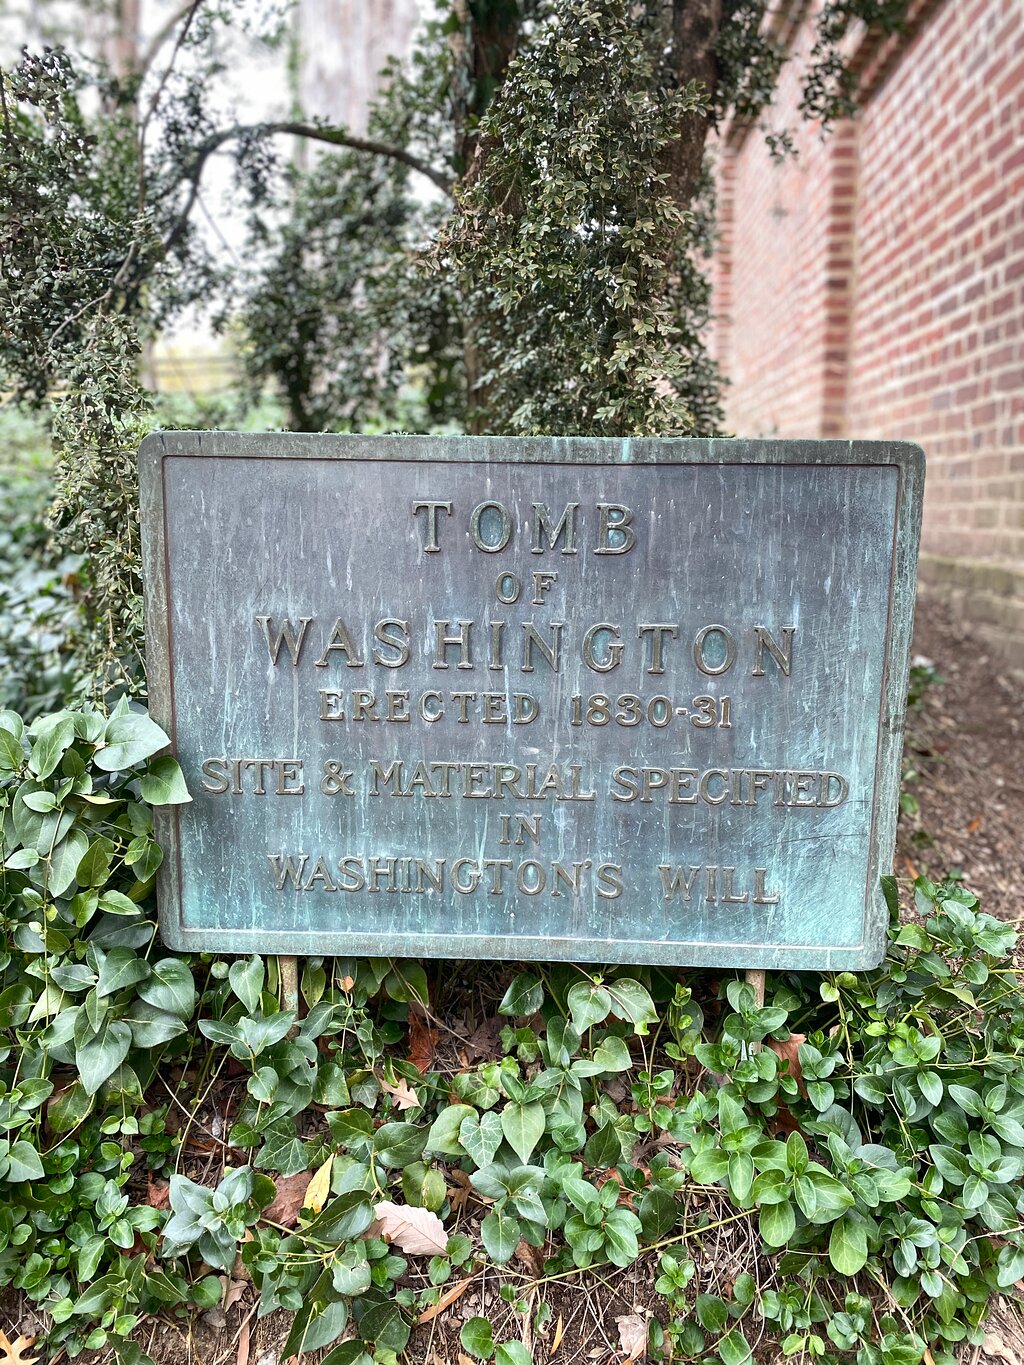 TOMB
OF
WASHINGTON
ERECTED 1830-31
SITE & MATERIAL SPECIFIED
IN
WASHINGTON'S WILL